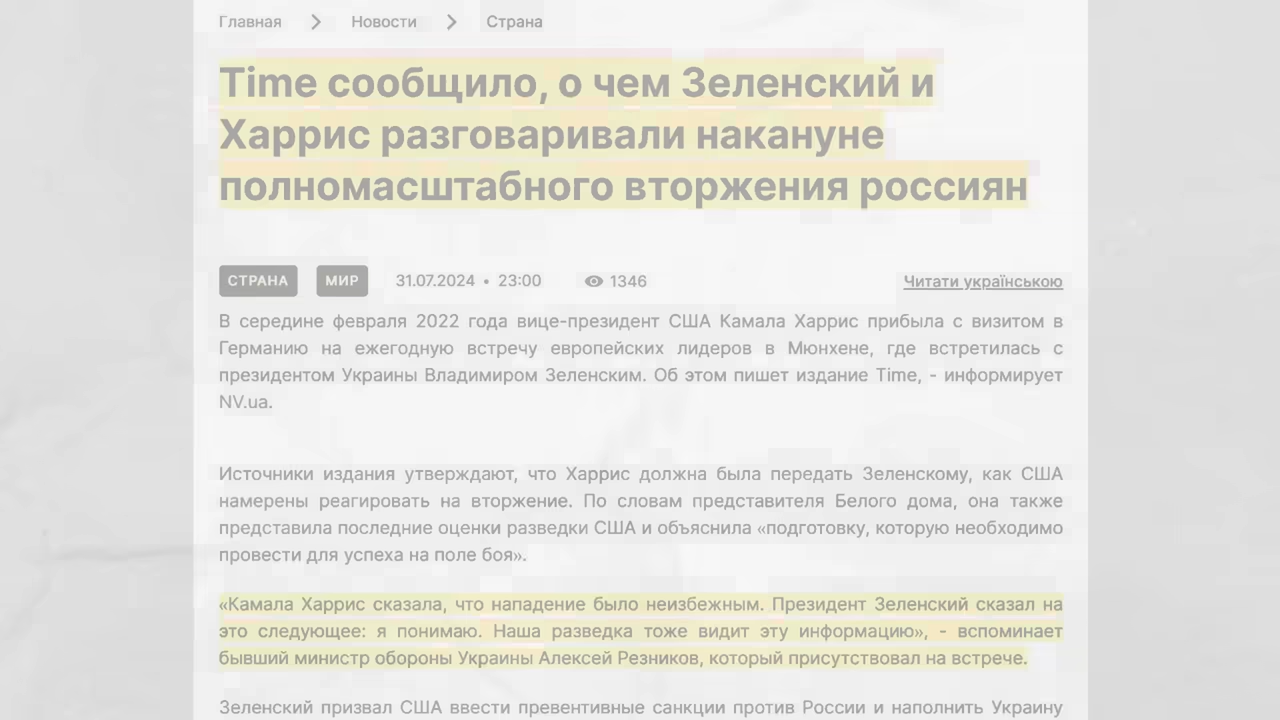 Главная > Новости > Страна
Time сообщило, о чем Зеленский и
Харрис разговаривали накануне
полномасштабного вторжения россиян
СТРАНА МИР 31.07.2024 • 23:00 1346 Читати українською
В середине февраля 2022 года вице-президент США Камала Харрис прибыла с визитом в
Германию на ежегодную встречу европейских лидеров в Мюнхене, где встретилась с
президентом Украины Владимиром Зеленским. Об этом пишет издание Time, - информирует
NV.ua.
Источники издания утверждают, что Харрис должна была передать Зеленскому, как США
намерены реагировать на вторжение. По словам представителя Белого дома, она также
представила последние оценки разведки США и объяснила «подготовку, которую необходимо
провести для успеха на поле боя».
«Камала Харрис сказала, что нападение было неизбежным. Президент Зеленский сказал на
это следующее: я понимаю. Наша разведка тоже видит эту информацию», - вспоминает
бывший министр обороны Украины Алексей Резников, который присутствовал на встрече.
Зеленский призвал США ввести превентивные санкции против России и наполнить Украину